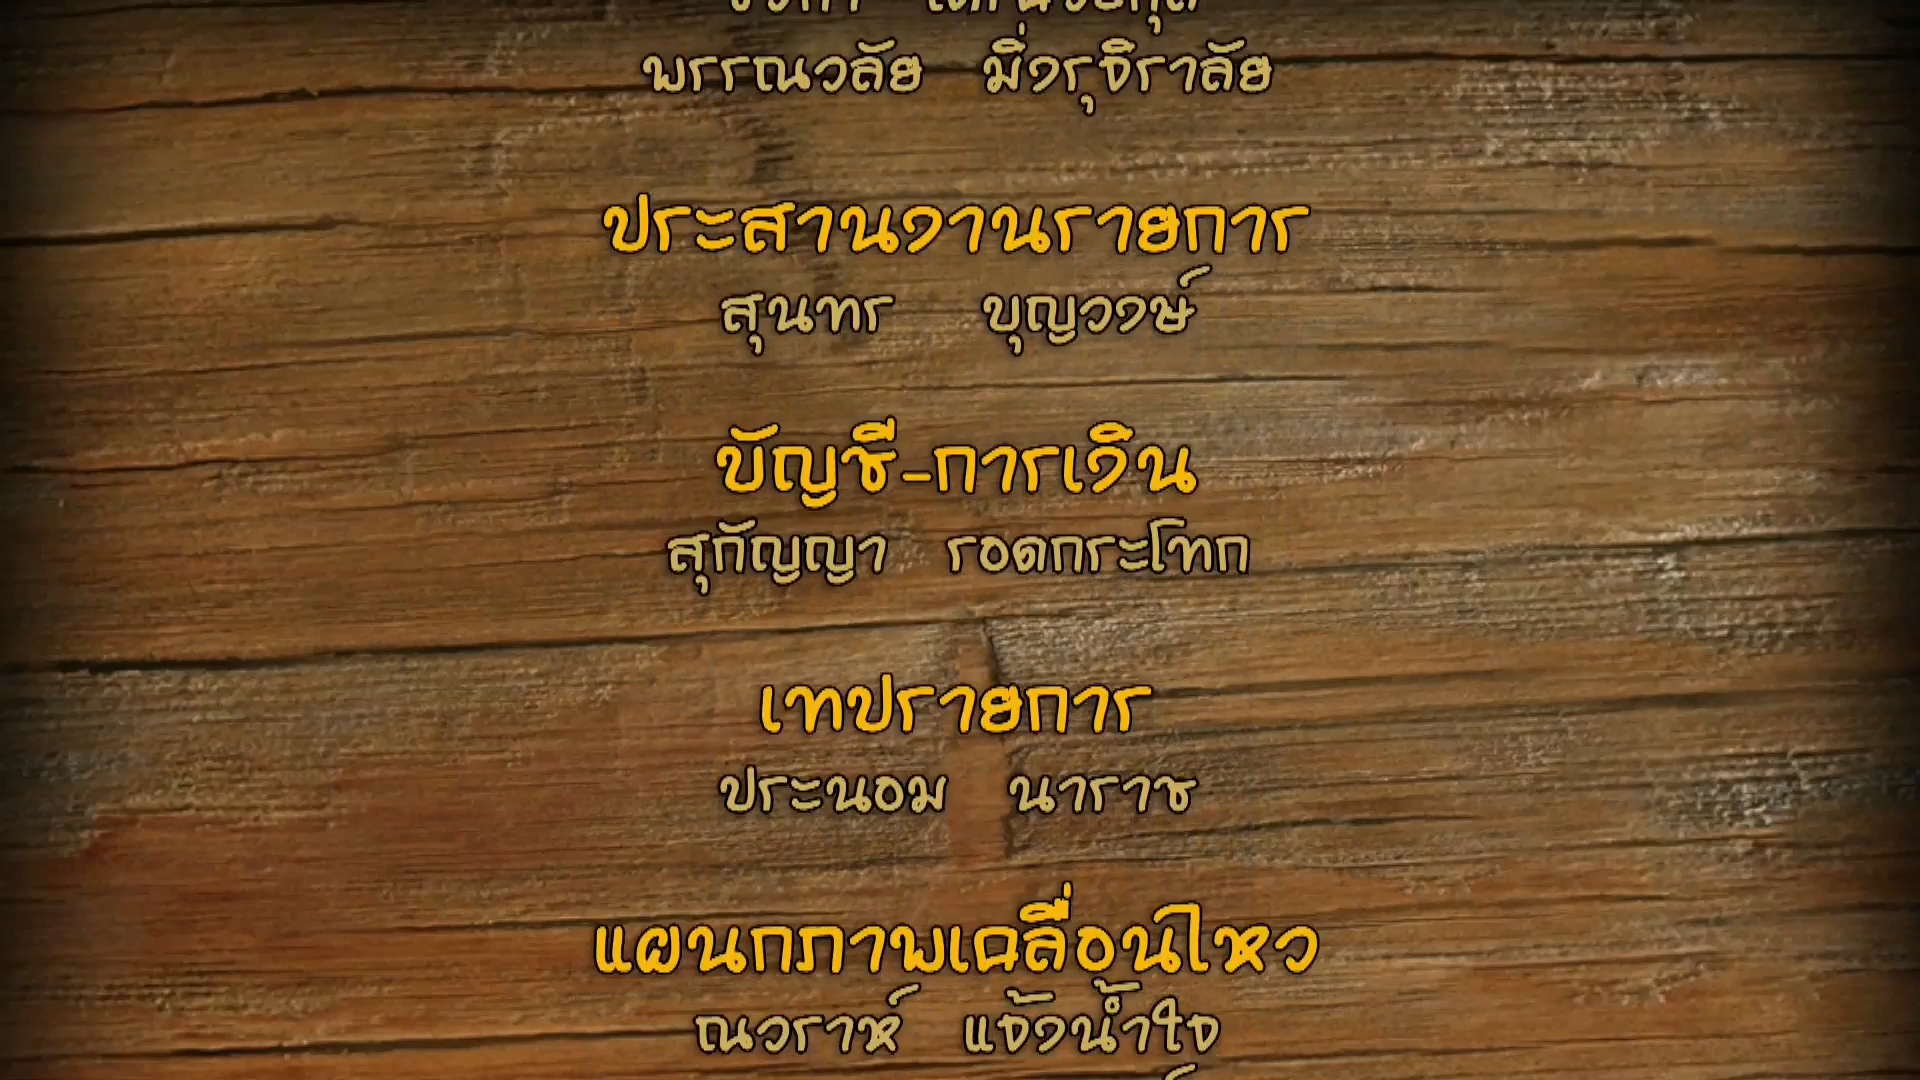 พรรณวลัย มิ่งรุจิราลัย
ประสานงานรายการ
สุนทร บุญวงษ์
บัญชี-การเงิน
สุกัญญา รอดกระโทก
เทปรายการ
ประนอม นาราช
แผนกภาพเคลื่อนไหว
ณวราห์ แจ้งน้ำใจ